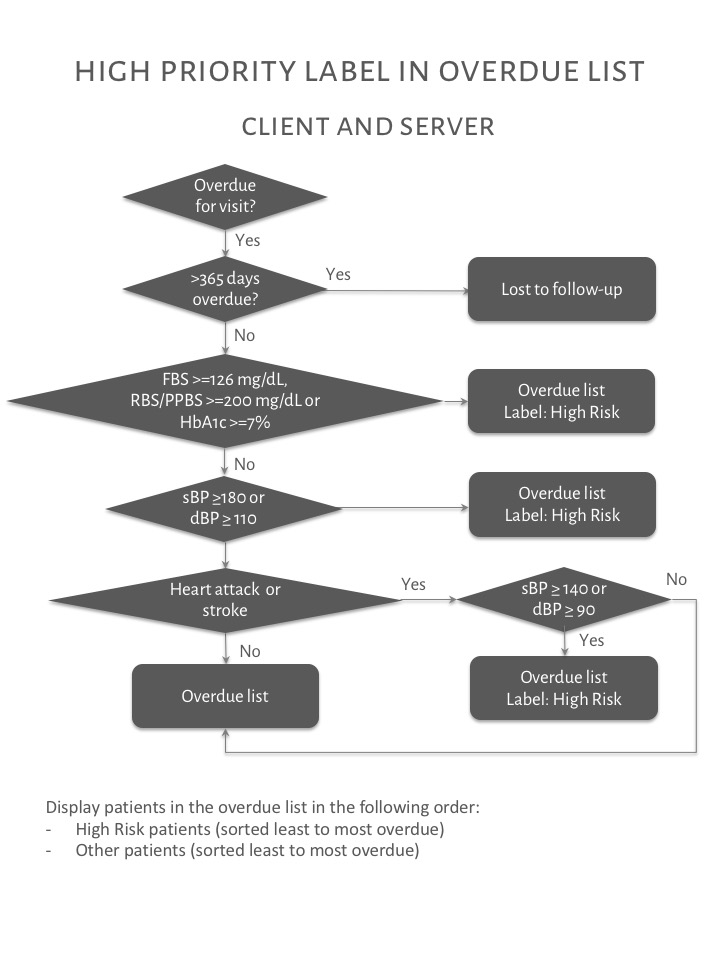 HIGH PRIORITY LABEL IN OVERDUE LIST
CLIENT AND SERVER
Overdue
for visit?
Yes
>365 days
overdue?
Yes
Lost to follow-up
No
FBS >=126 mg/dL,
RBS/PPBS >=200 mg/dL or
HbA1c >=7%
Overdue list
Label: High Risk
No
sBP ≥180 or
dBP ≥ 110
Overdue list
Label: High Risk
Heart attack or
stroke
Yes
sBP ≥ 140 or
dBP ≥ 90
No
Yes
No
Overdue list
Overdue list
Label: High Risk
Display patients in the overdue list in the following order:
- High Risk patients (sorted least to most overdue)
- Other patients (sorted least to most overdue)